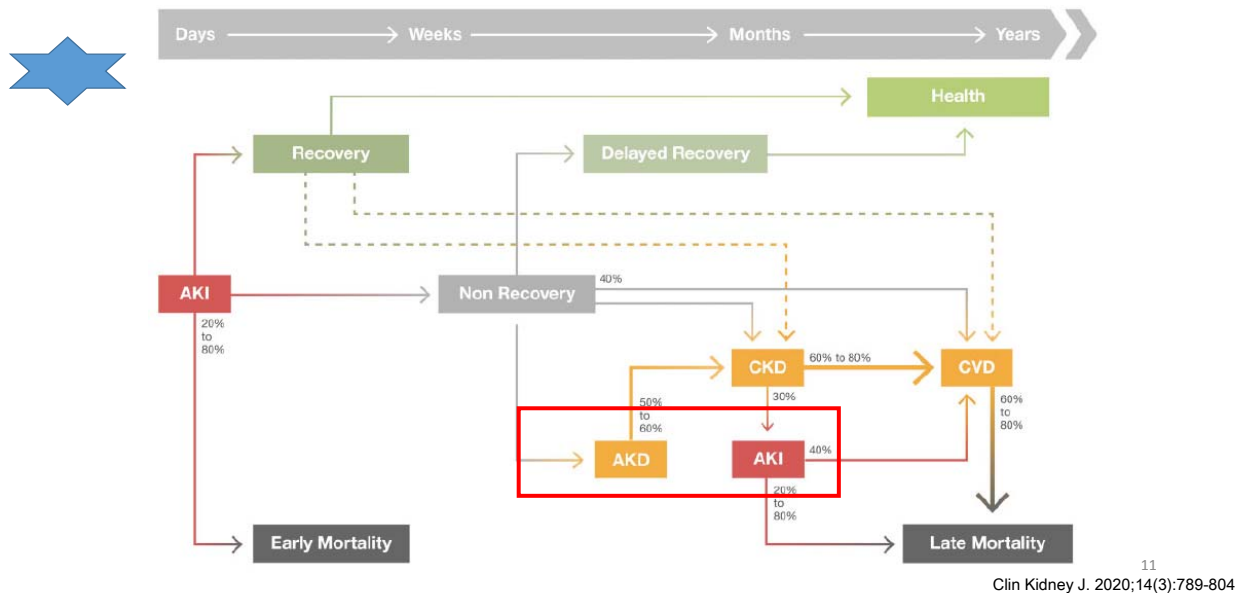 Days
Weeks
Months
Years
Health
Recovery
Delayed Recovery
AKI
Non Recovery
40%
20%
to
80%
CKD
60% to 80%
CVD
30%
60%
to
80%
50%
to
60%
AKD
AKI
40%
20%
to
80%
Early Mortality
Late Mortality
11
Clin Kidney J. 2020;14(3):789-804